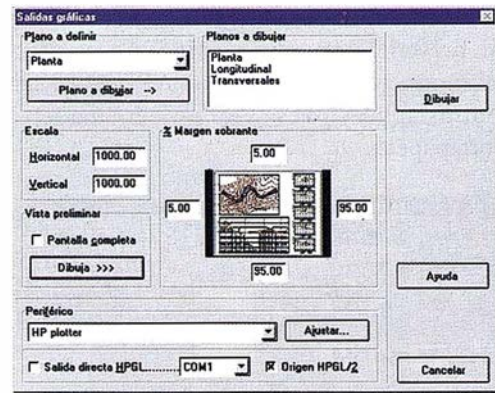 Salidas gráficas
Plano a definir
Planta
Plano a dibujar -->
Planos a dibujar
Planta
Longitudinal
Transversales
Dibujar
Escala
Horizontal 1000.00
Vertical 1000.00
% Margen sobrante
5.00
5.00
95.00
95.00
Vista preliminar
Pantalla completa
Dibuja >>>
Ayuda
Periférico
HP plotter
Ajustar...
Salida directa HPGL.......... COM1
Origen HPGL/2
Cancelar